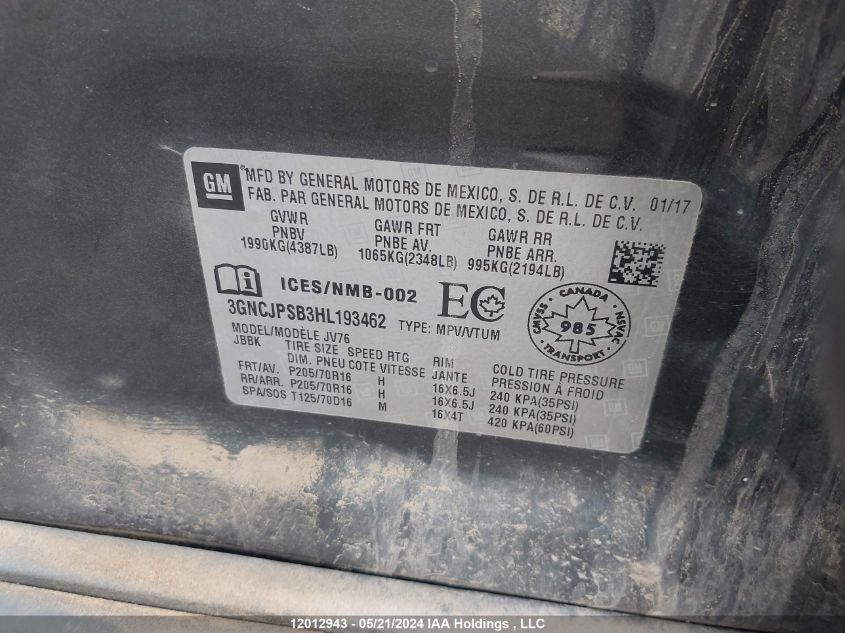 GM
MFD BY GENERAL MOTORS DE MEXICO, S. DE R.L. DE C.V. 01/17
FAB. PAR GENERAL MOTORS DE MEXICO, S. DE R.L. DE C.V.
GVWR GAWR FRT GAWR RR
PNBV PNBE AV. PNBE ARR.
1990KG(4387LB) 1065KG(2348LB) 995KG(2194LB)
ICES/NMB-002 EC
3GNCJPSB3HL193462 TYPE: MPV/VTUM
CANADA
CMVSS 985 NSVAC
TRANSPORT
MODEL/MODÈLE JV76
JBBK TIRE SIZE SPEED RTG RIM COLD TIRE PRESSURE
DIM. PNEU COTE VITESSE JANTE PRESSION À FROID
FRT/AV. P205/70R16 H 16X6.5J 240 KPA(35PSI)
RR/ARR. P205/70R16 H 16X6.5J 240 KPA(35PSI)
SPA/SOS T125/70D16 M 16X4T 420 KPA(60PSI)
12012943 - 05/21/2024 IAA Holdings , LLC